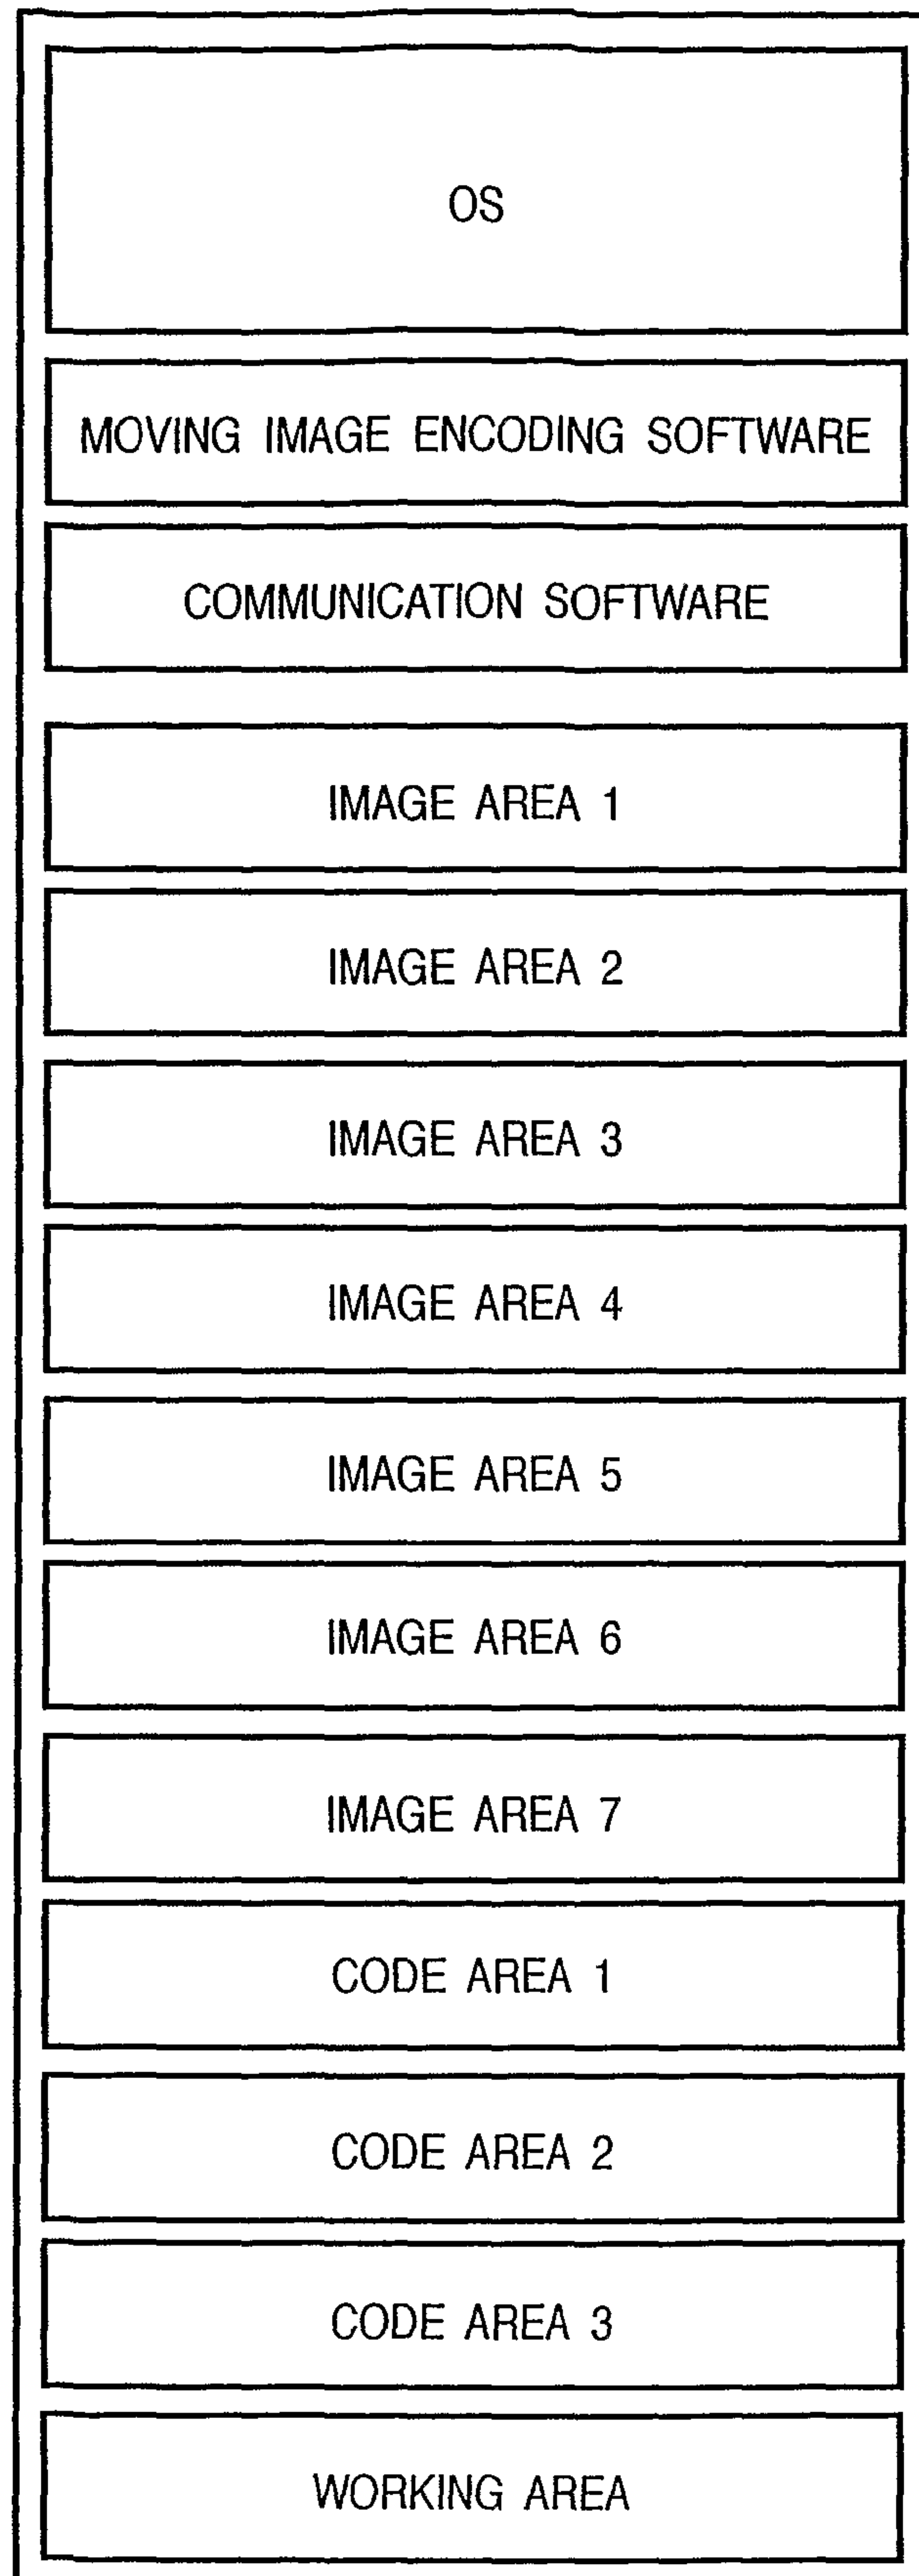 OS
MOVING IMAGE ENCODING SOFTWARE
COMMUNICATION SOFTWARE
IMAGE AREA 1
IMAGE AREA 2
IMAGE AREA 3
IMAGE AREA 4
IMAGE AREA 5
IMAGE AREA 6
IMAGE AREA 7
CODE AREA 1
CODE AREA 2
CODE AREA 3
WORKING AREA